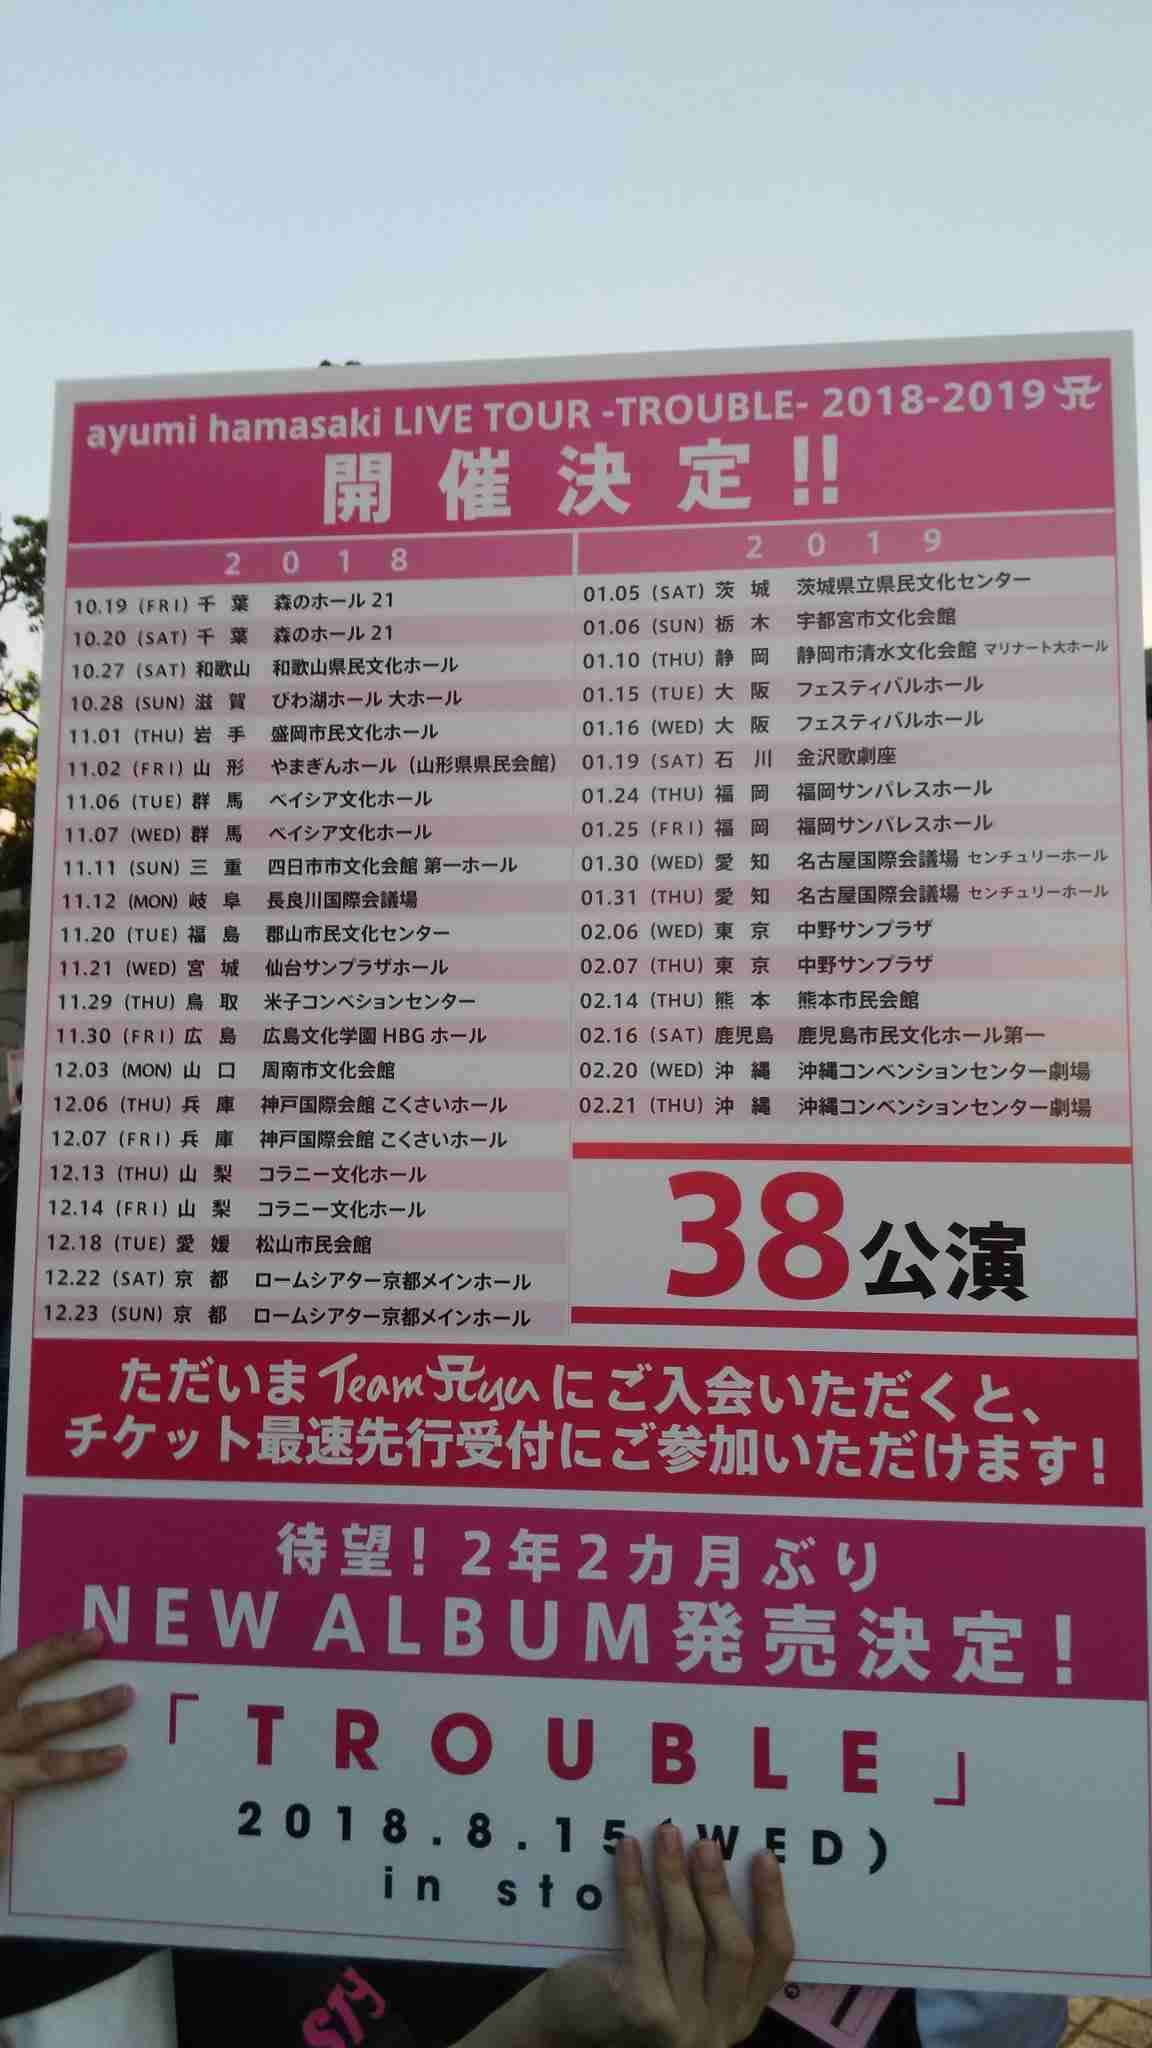 ayumi hamasaki LIVE TOUR -TROUBLE- 2018-2019
開催決定!!
2018
10.19 (FRI) 千葉 森のホール21
10.20 (SAT) 千葉 森のホール21
10.27 (SAT) 和歌山 和歌山県民文化ホール
10.28 (SUN) 滋賀 びわ湖ホール 大ホール
11.01 (THU) 岩手 盛岡市民文化ホール
11.02 (FRI) 山形 やまぎんホール（山形県県民会館）
11.06 (TUE) 群馬 ベイシア文化ホール
11.07 (WED) 群馬 ベイシア文化ホール
11.11 (SUN) 三重 四日市市文化会館 第一ホール
11.12 (MON) 岐阜 長良川国際会議場
11.20 (TUE) 福島 郡山市民文化センター
11.21 (WED) 宮城 仙台サンプラザホール
11.29 (THU) 鳥取 米子コンベションセンター
11.30 (FRI) 広島 広島文化学園 HBG ホール
12.03 (MON) 山口 周南市文化会館
12.06 (THU) 兵庫 神戸国際会館 こくさいホール
12.07 (FRI) 兵庫 神戸国際会館 こくさいホール
12.13 (THU) 山梨 コラニー文化ホール
12.14 (FRI) 山梨 コラニー文化ホール
12.18 (TUE) 愛媛 松山市民会館
12.22 (SAT) 京都 ロームシアター京都メインホール
12.23 (SUN) 京都 ロームシアター京都メインホール
2019
01.05 (SAT) 茨城 茨城県立県民文化センター
01.06 (SUN) 栃木 宇都宮市文化会館
01.10 (THU) 静岡 静岡市清水文化会館 マリナート大ホール
01.15 (TUE) 大阪 フェスティバルホール
01.16 (WED) 大阪 フェスティバルホール
01.19 (SAT) 石川 金沢歌劇座
01.24 (THU) 福岡 福岡サンパレスホール
01.25 (FRI) 福岡 福岡サンパレスホール
01.30 (WED) 愛知 名古屋国際会議場 センチュリーホール
01.31 (THU) 愛知 名古屋国際会議場 センチュリーホール
02.06 (WED) 東京 中野サンプラザ
02.07 (THU) 東京 中野サンプラザ
02.14 (THU) 熊本 熊本市民会館
02.16 (SAT) 鹿児島 鹿児島市民文化ホール第一
02.20 (WED) 沖縄 沖縄コンベンションセンター劇場
02.21 (THU) 沖縄 沖縄コンベンションセンター劇場
38公演
ただいま Team Ayu にご入会いただくと、
チケット最速先行受付にご参加いただけます!
待望! 2年2カ月ぶり
NEW ALBUM 発売決定!
「TROUBLE」
2018.8.15 (WED)
in sto
STY